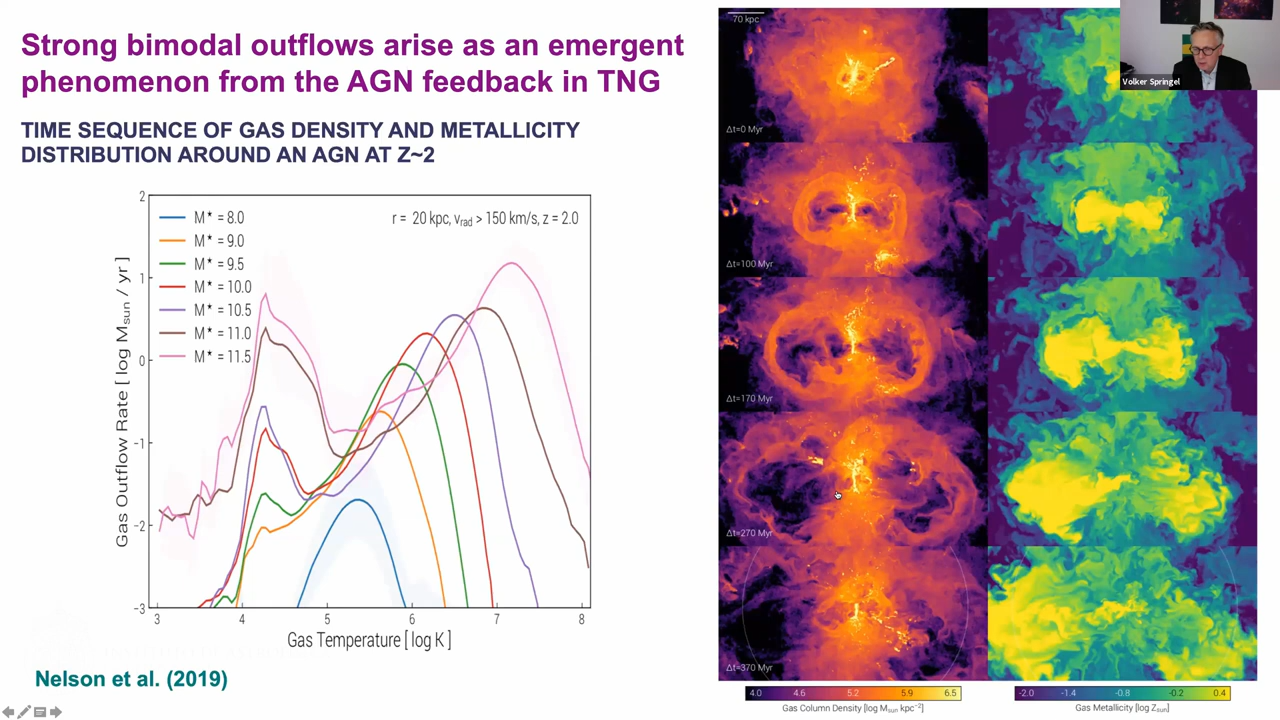 Strong bimodal outflows arise as an emergent
phenomenon from the AGN feedback in TNG
TIME SEQUENCE OF GAS DENSITY AND METALLICITY
DISTRIBUTION AROUND AN AGN AT Z~2
2
1
0
-1
-2
-3
Gas Outflow Rate [ log Msun / yr ]
M* = 8.0
M* = 9.0
M* = 9.5
M* = 10.0
M* = 10.5
M* = 11.0
M* = 11.5
r = 20 kpc, vrad > 150 km/s, z = 2.0
3 4 5 6 7 8
Gas Temperature [ log K ]
Nelson et al. (2019)
70 kpc
Δt=0 Myr
Δt=100 Myr
Δt=170 Myr
Δt=270 Myr
Δt=370 Myr
4.0 4.6 5.2 5.9 6.5
Gas Column Density [log Msun kpc⁻²]
-2.0 -1.4 -0.8 -0.2 0.4
Gas Metallicity [log Zsun]
Volker Springel